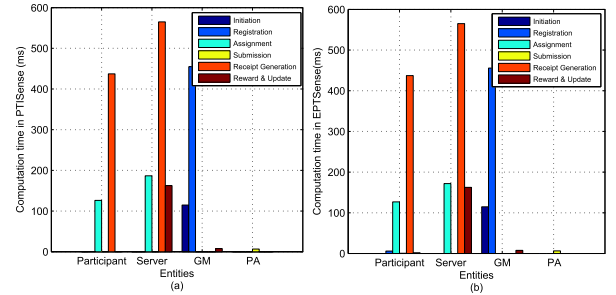 600
500
400
300
200
100
0
Computation time in PTISense (ms)
Initiation
Registration
Assignment
Submission
Receipt Generation
Reward & Update
Participant Server GM PA
Entities
(a)
600
500
400
300
200
100
0
Computation time in EPTSense(ms)
Initiation
Registration
Assignment
Submission
Receipt Generation
Reward & Update
Participant Server GM PA
Entities
(b)